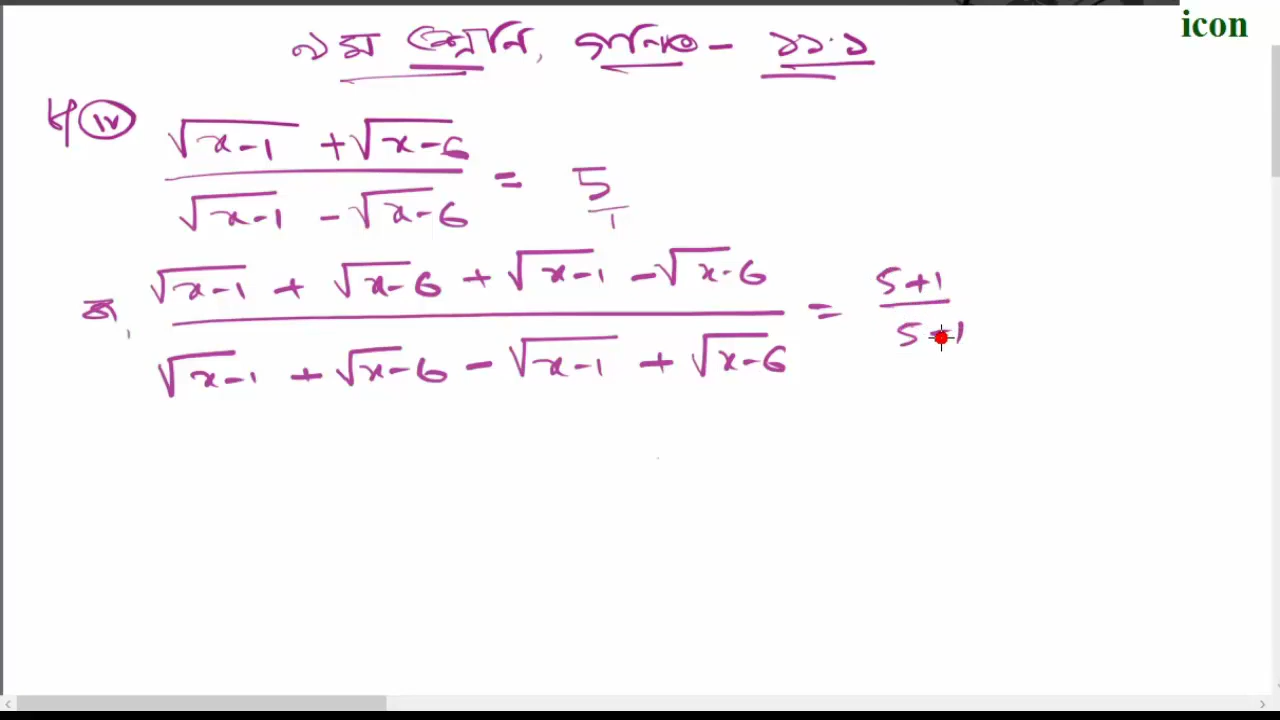 icon
৯ম শ্রেণি, গণিত - ১১.১
৮ (iv) (√(x-1) + √(x-6)) / (√(x-1) - √(x-6)) = 5/1
বা, (√(x-1) + √(x-6) + √(x-1) - √(x-6)) / (√(x-1) + √(x-6) - √(x-1) + √(x-6)) = (5+1) / (5-1)